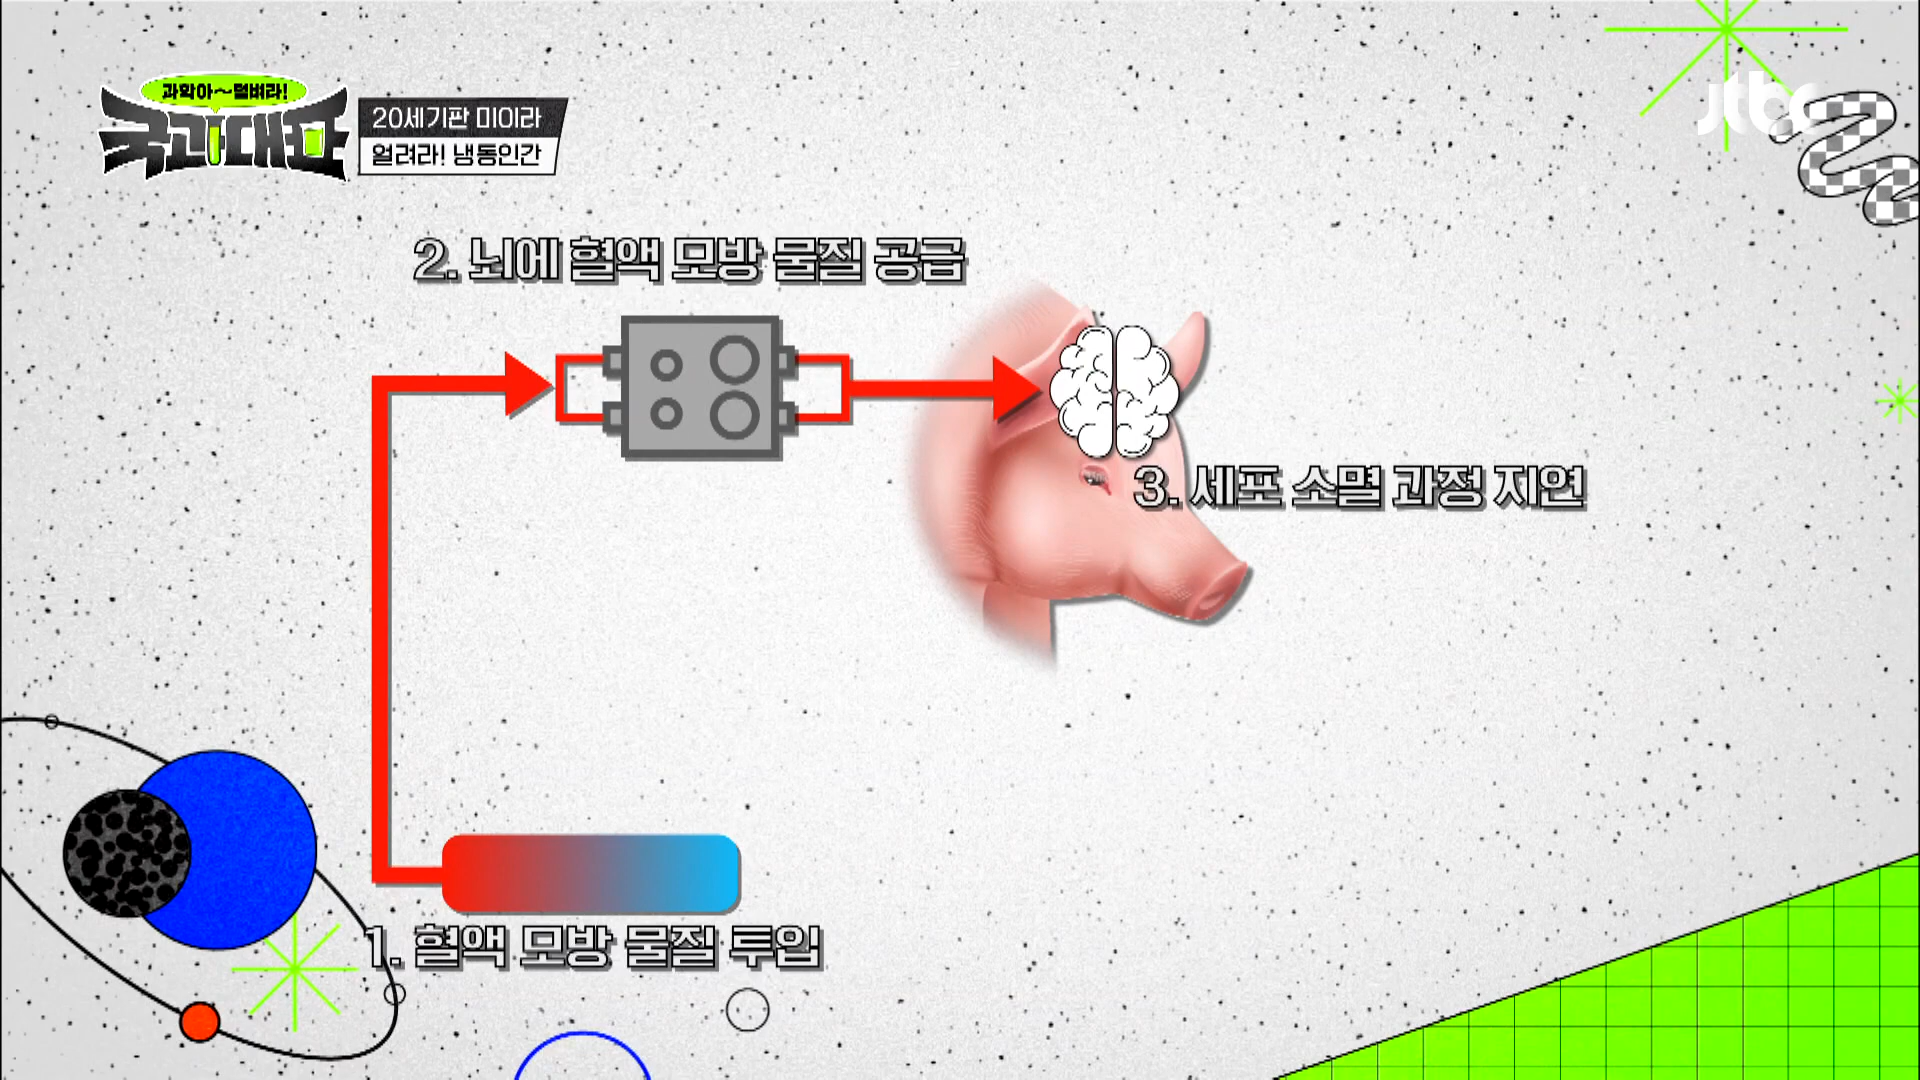 과학아~덤벼라!
국과대표
20세기판 미이라
얼려라! 냉동인간
jtbc
2. 뇌에 혈액 모방 물질 공급
3. 세포 소멸 과정 지연
1. 혈액 모방 물질 투입